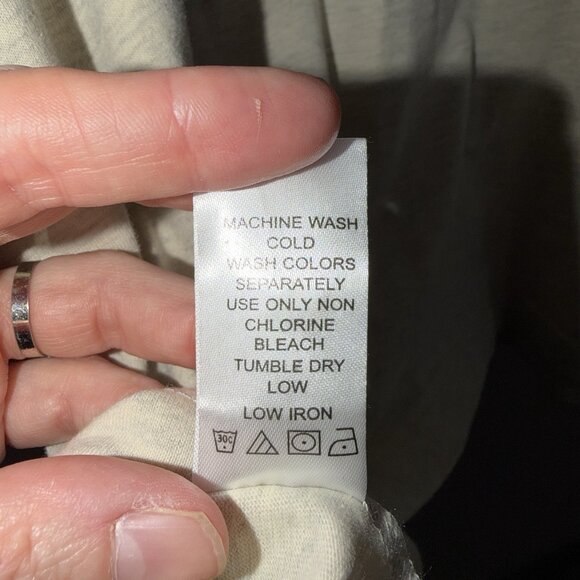 MACHINE WASH
COLD
WASH COLORS
SEPARATELY
USE ONLY NON
CHLORINE
BLEACH
TUMBLE DRY
LOW
LOW IRON
30C